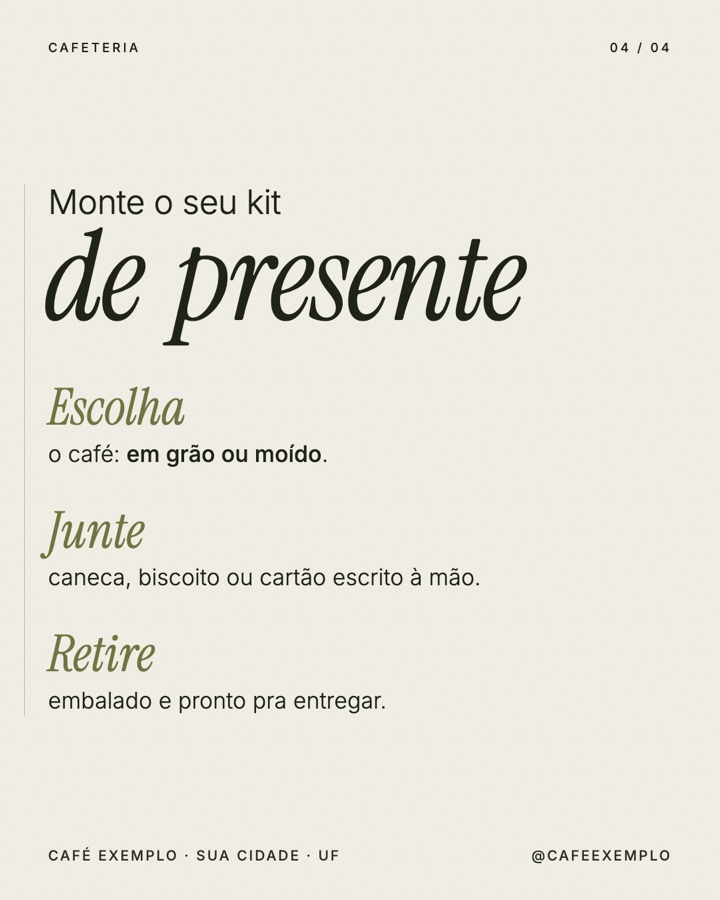 CAFETERIA
04 / 04
Monte o seu kit
de presente
Escolha
o café: em grão ou moído.
Junte
caneca, biscoito ou cartão escrito à mão.
Retire
embalado e pronto pra entregar.
CAFÉ EXEMPLO · SUA CIDADE · UF
@CAFEEXEMPLO